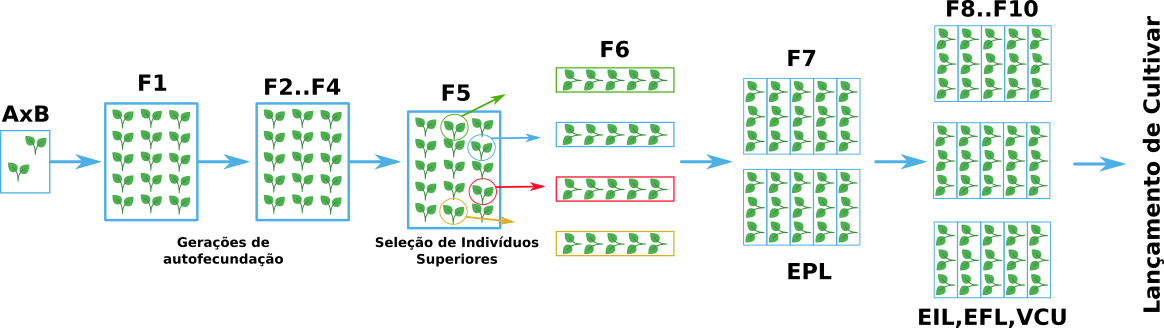 AxB
F1
F2..F4
Gerações de
autofecundação
F5
Seleção de Indivíduos
Superiores
F6
F7
EPL
F8..F10
EIL,EFL,VCU
Lançamento de Cultivar